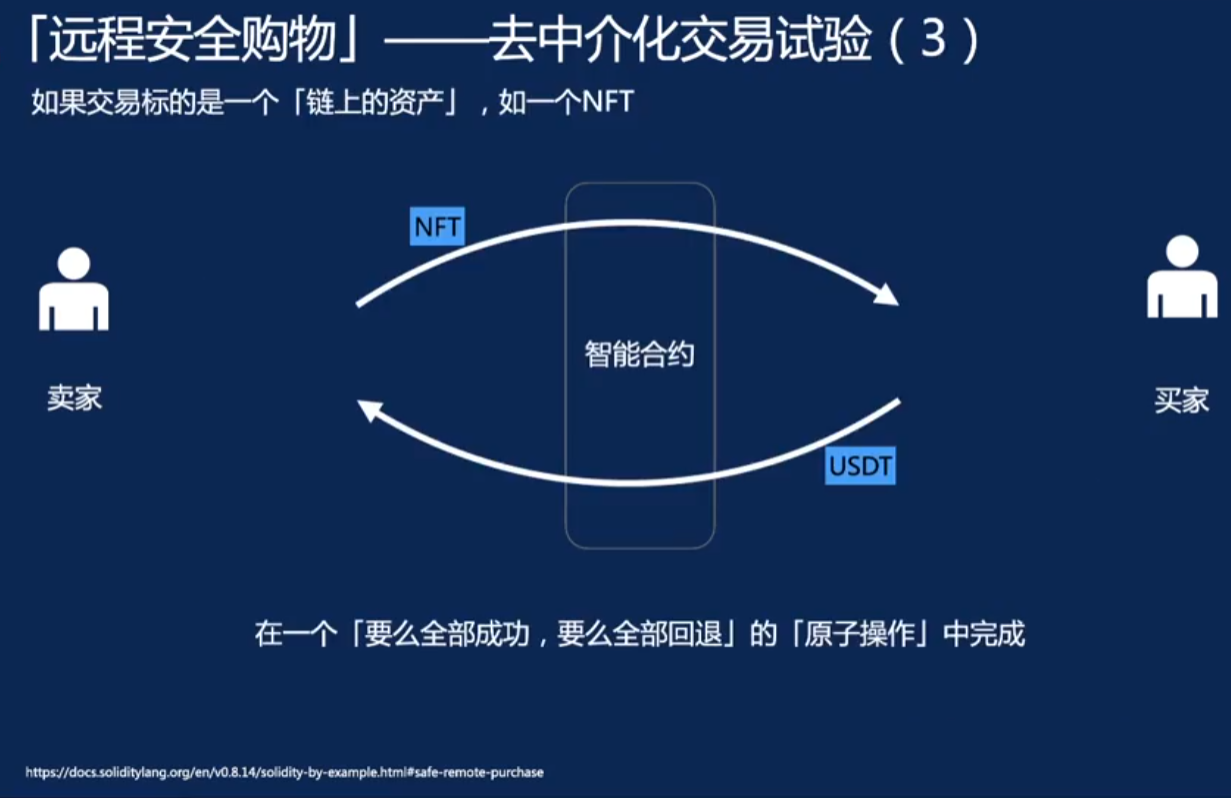 「远程安全购物」——去中介化交易试验（3）
如果交易标的是一个「链上的资产」，如一个NFT
NFT
智能合约
卖家
买家
USDT
在一个「要么全部成功，要么全部回退」的「原子操作」中完成
https://docs.soliditylang.org/en/v0.8.14/solidity-by-example.html#safe-remote-purchase